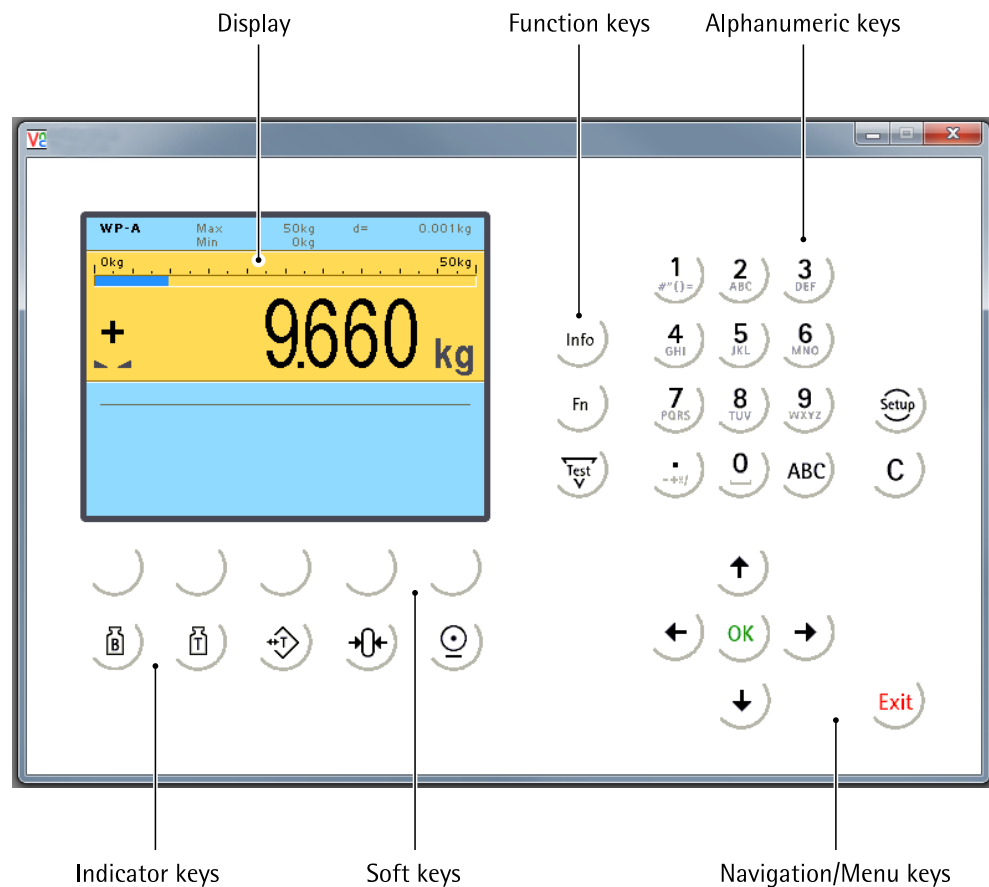 Display Function keys Alphanumeric keys
V2
WP-A Max 50kg d= 0.001kg
Min 0kg
0kg 50kg
+ 9.660 kg
1 2 3
#"()= ABC DEF
Info 4 5 6
GHI JKL MNO
Fn 7 8 9 Setup
PQRS TUV WXYZ
Test . 0 ABC C
B T T OK
Exit
Indicator keys Soft keys Navigation/Menu keys